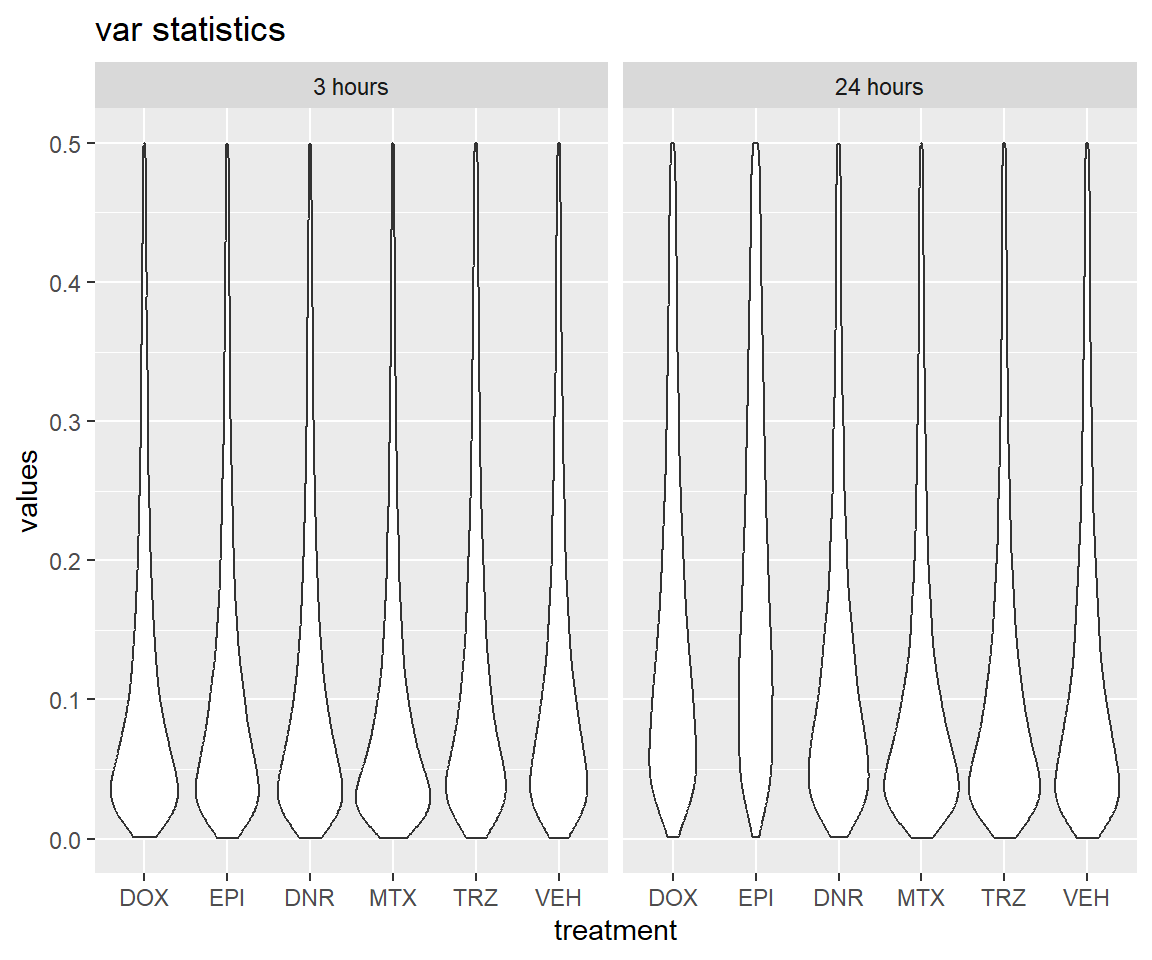 var statistics
3 hours
24 hours
0.5
0.4
0.3
0.2
0.1
0.0
values
DOX EPI DNR MTX TRZ VEH
DOX EPI DNR MTX TRZ VEH
treatment